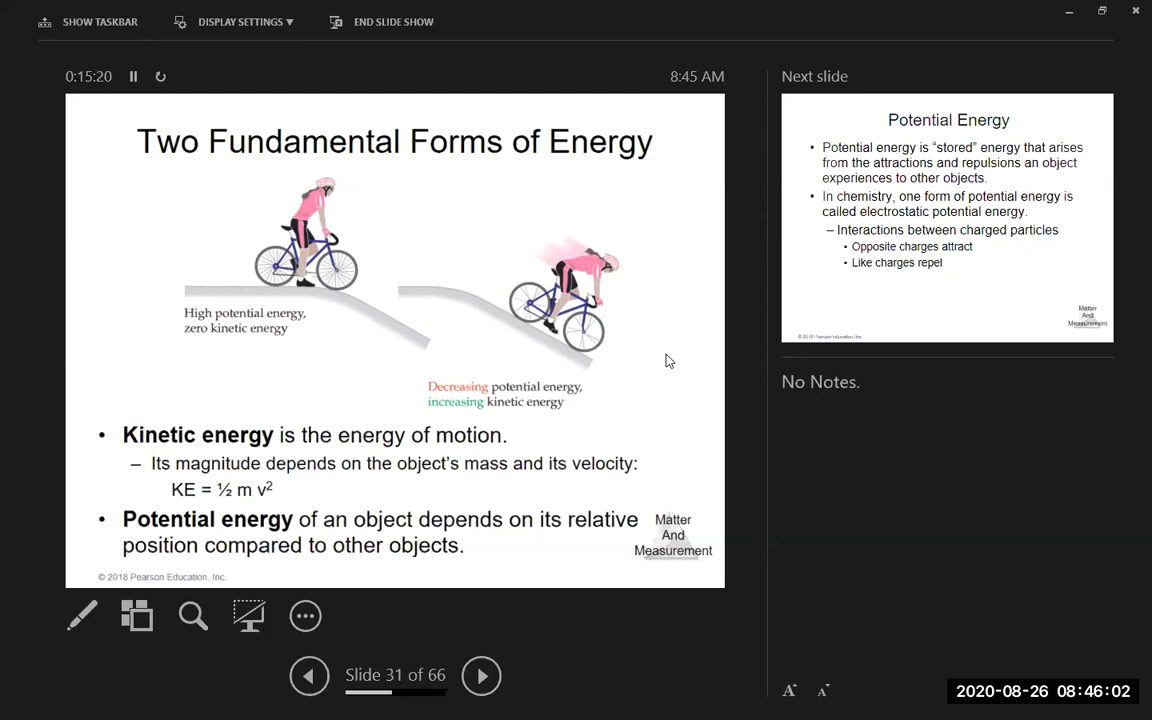 SHOW TASKBAR
DISPLAY SETTINGS ▼
END SLIDE SHOW
0:15:20
8:45 AM
Next slide
Two Fundamental Forms of Energy
High potential energy,
zero kinetic energy
Decreasing potential energy,
increasing kinetic energy
• Kinetic energy is the energy of motion.
– Its magnitude depends on the object's mass and its velocity:
KE = ½ m v²
• Potential energy of an object depends on its relative
position compared to other objects.
Matter
And
Measurement
© 2018 Pearson Education, Inc.
Potential Energy
• Potential energy is “stored” energy that arises
from the attractions and repulsions an object
experiences to other objects.
• In chemistry, one form of potential energy is
called electrostatic potential energy.
– Interactions between charged particles
• Opposite charges attract
• Like charges repel
Matter
And
Measurement
© 2018 Pearson Education, Inc.
No Notes.
Slide 31 of 66
A A
2020-08-26 08:46:02